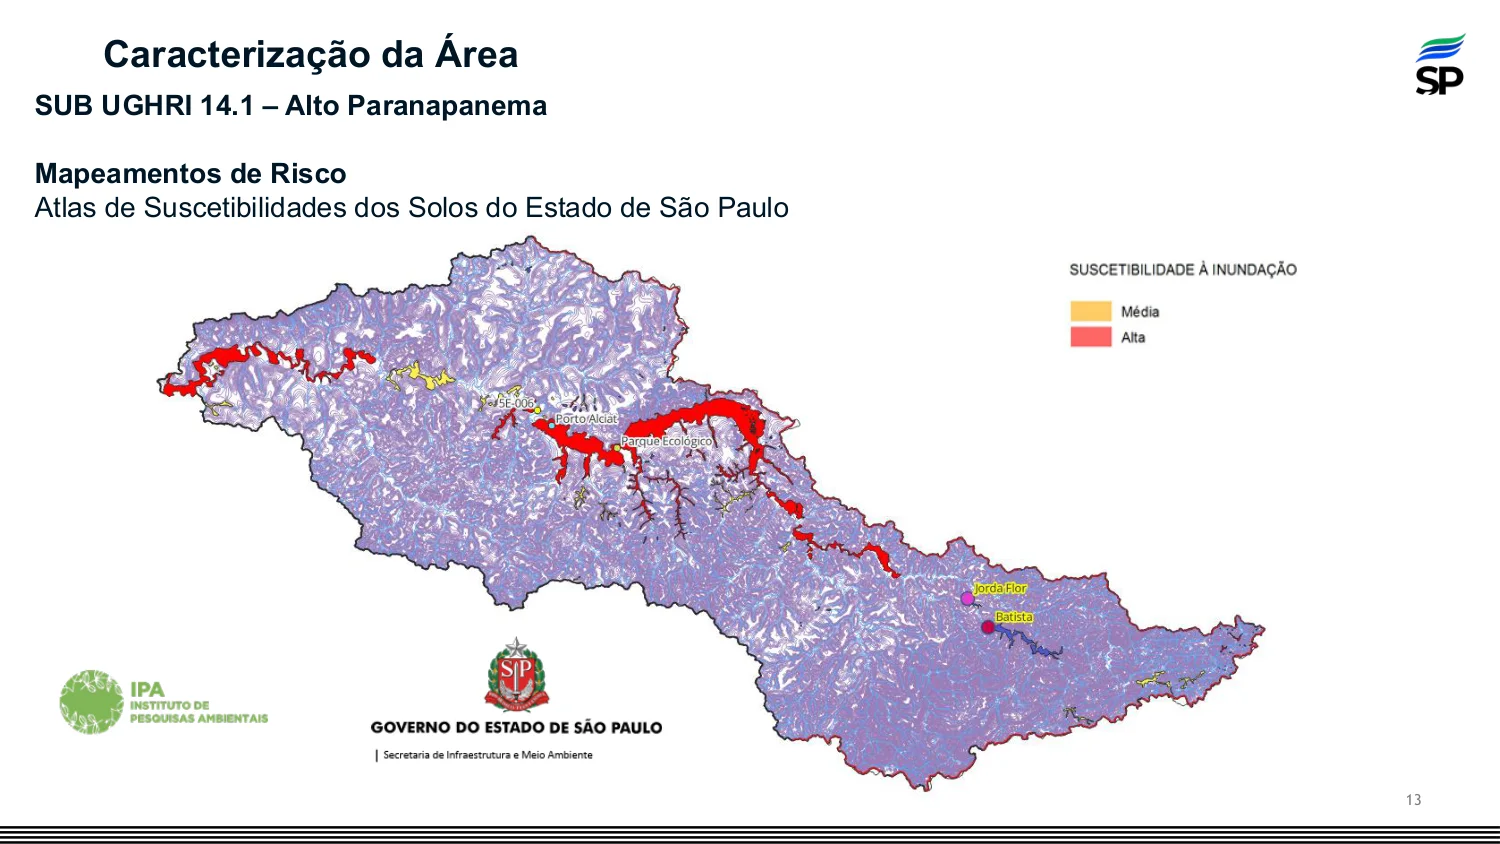 Caracterização da Área
SP
SUB UGHRI 14.1 – Alto Paranapanema
Mapeamentos de Risco
Atlas de Suscetibilidades dos Solos do Estado de São Paulo
SUSCETIBILIDADE À INUNDAÇÃO
Média
Alta
5E-006
Porto Alciat
Parque Ecológico
Jorda Flor
Batista
IPA
INSTITUTO DE
PESQUISAS AMBIENTAIS
SP
GOVERNO DO ESTADO DE SÃO PAULO
Secretaria de Infraestrutura e Meio Ambiente
13